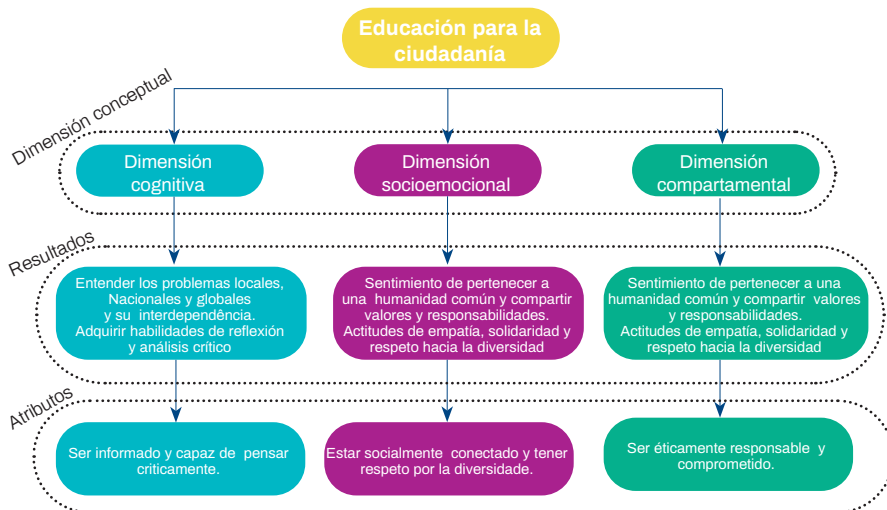 Educación para la
ciudadanía
Dimensión conceptual
Dimensión
cognitiva
Dimensión
socioemocional
Dimensión
compartamental
Resultados
Entender los problemas locales,
Nacionales y globales
y su interdependência.
Adquirir habilidades de reflexión
y análisis crítico
Sentimiento de pertenecer a
una humanidad común y compartir
valores y responsabilidades.
Actitudes de empatía, solidaridad y
respeto hacia la diversidad
Sentimiento de pertenecer a una
humanidad común y compartir valores
y responsabilidades.
Actitudes de empatía, solidaridad y
respeto hacia la diversidad
Atributos
Ser informado y capaz de pensar
criticamente.
Estar socialmente conectado y tener
respeto por la diversidade.
Ser éticamente responsable y
comprometido.